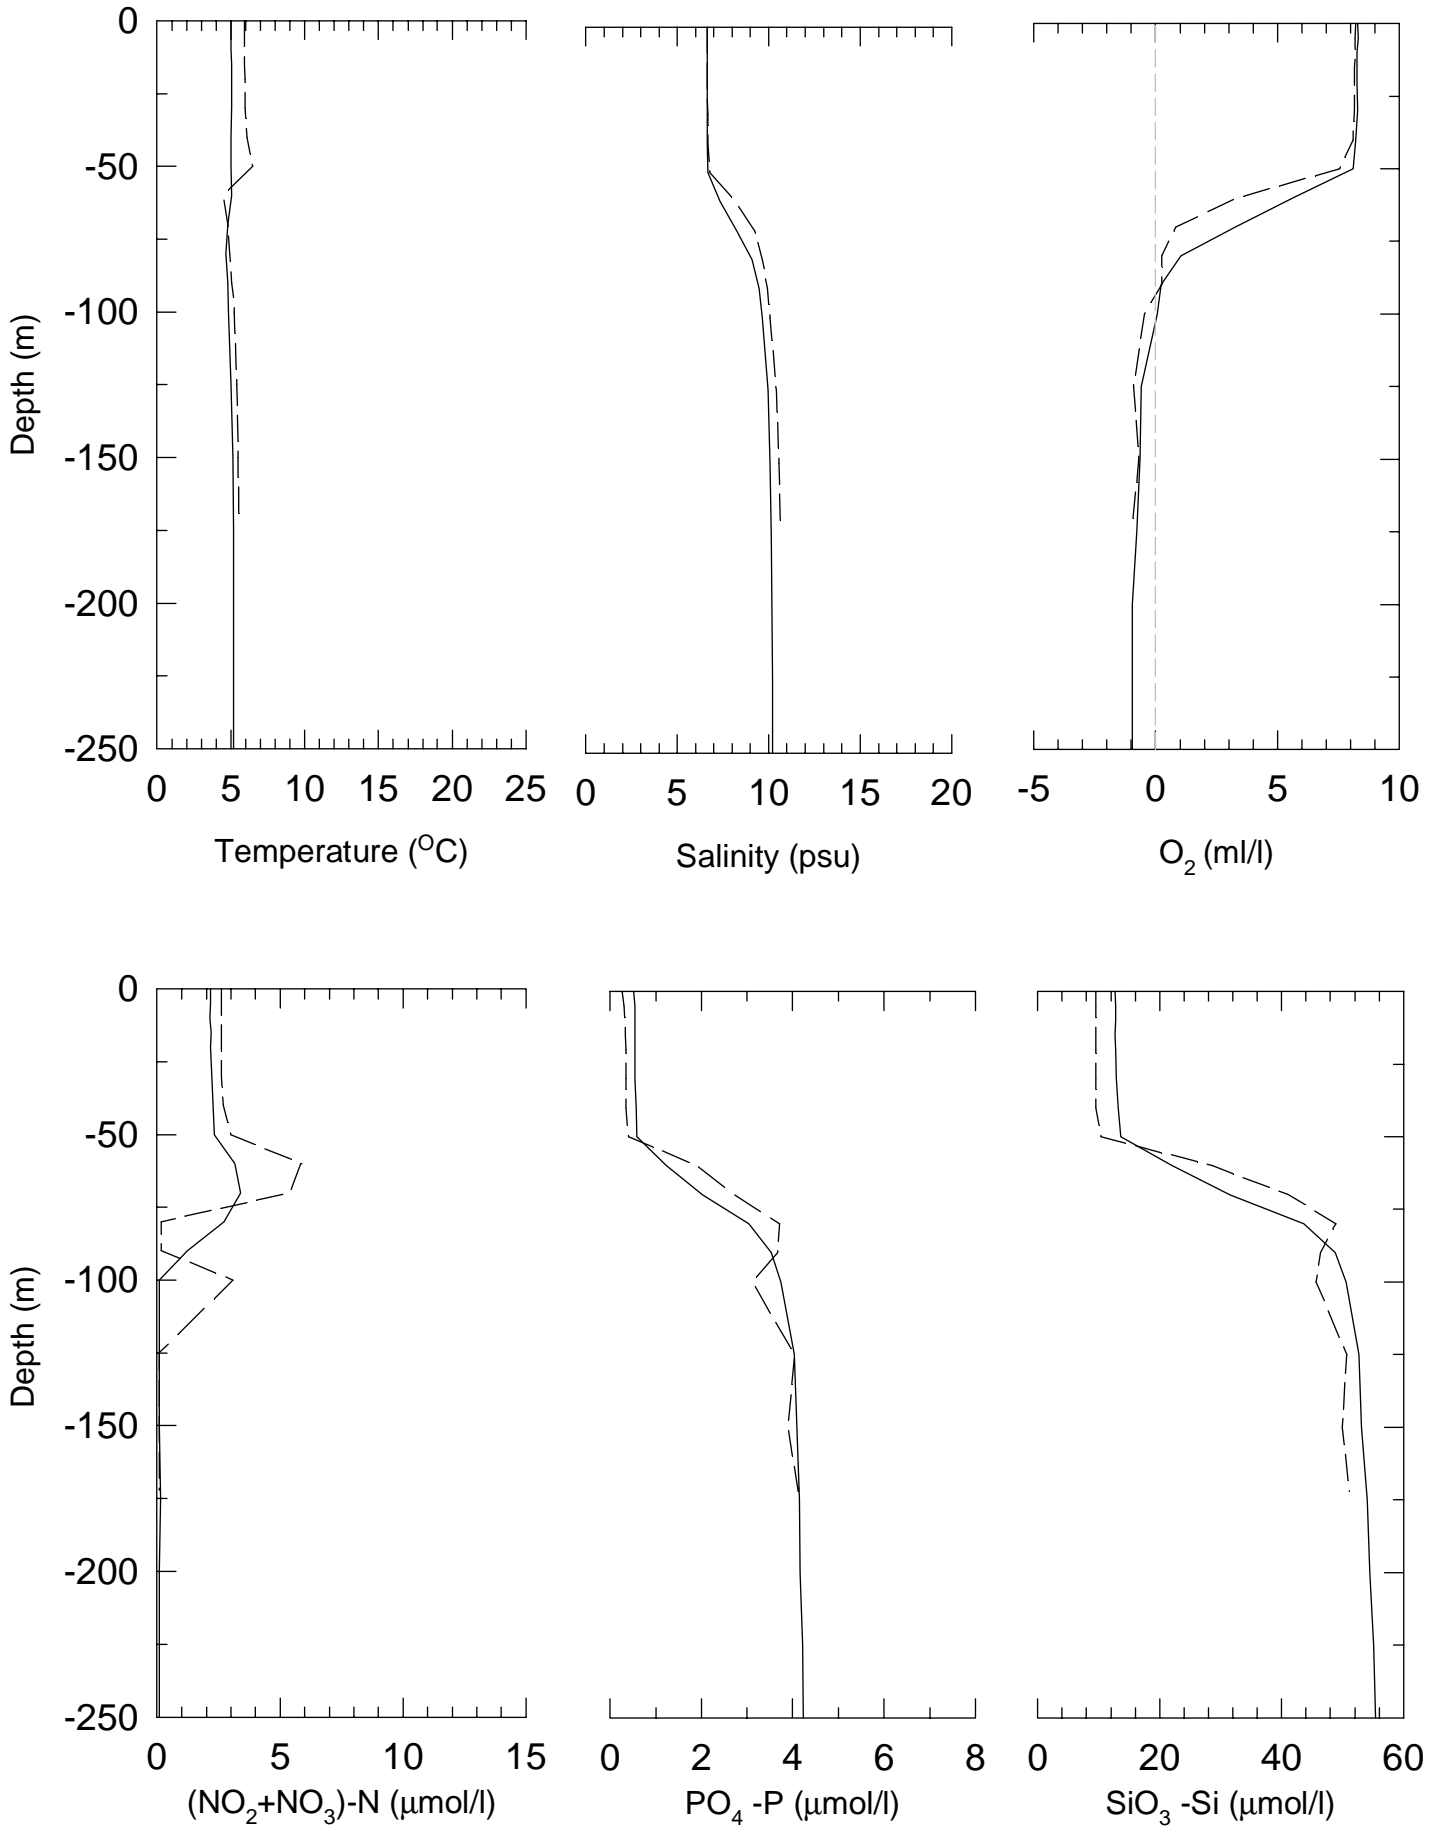 0
-50
-100
-150
-200
-250
Depth (m)
0 5 10 15 20 25
Temperature (°C)
0 5 10 15 20
Salinity (psu)
-5 0 5 10
O₂ (ml/l)
0
-50
-100
-150
-200
-250
Depth (m)
0 5 10 15
(NO₂+NO₃)-N (μmol/l)
0 2 4 6 8
PO₄ -P (μmol/l)
0 20 40 60
SiO₃ -Si (μmol/l)